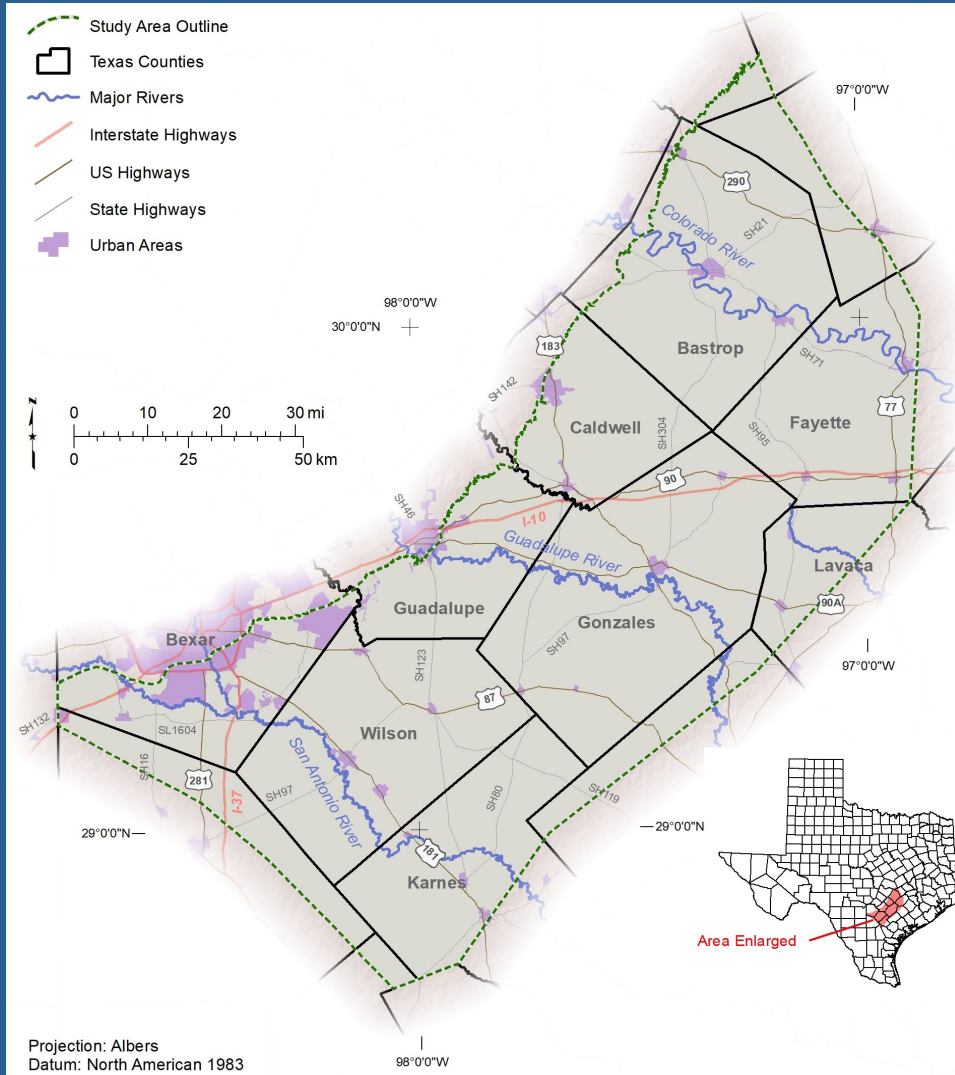 Study Area Outline
Texas Counties
Major Rivers
Interstate Highways
US Highways
State Highways
Urban Areas
97°0'0"W
290
Colorado River
SH21
98°0'0"W
30°0'0"N
183
Bastrop
SH71
SH142
0 10 20 30 mi
0 25 50 km
77
Caldwell
SH304
SH95
Fayette
90
SH46
I-10
Guadalupe River
Lavaca
90A
Guadalupe
Gonzales
Bexar
SH123
SH97
97°0'0"W
87
SH132
SL1604
Wilson
San Antonio River
SH16
281
I-37
SH97
SH80
SH119
29°0'0"N
29°0'0"N
181
Karnes
Area Enlarged
Projection: Albers
Datum: North American 1983
98°0'0"W
N